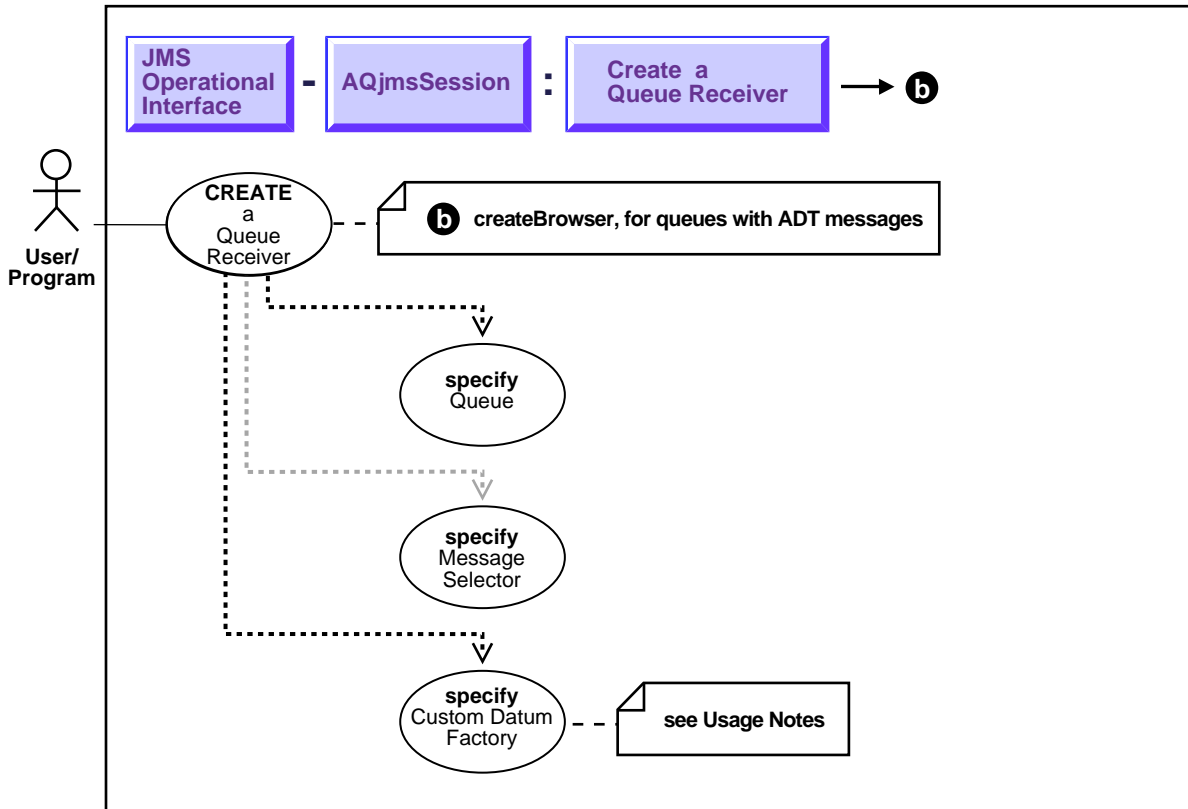 JMS
Operational
Interface
-
AQjmsSession
:
Create a
Queue Receiver
b
User/
Program
CREATE
a
Queue
Receiver
b createBrowser, for queues with ADT messages
specify
Queue
specify
Message
Selector
specify
Custom Datum
Factory
see Usage Notes